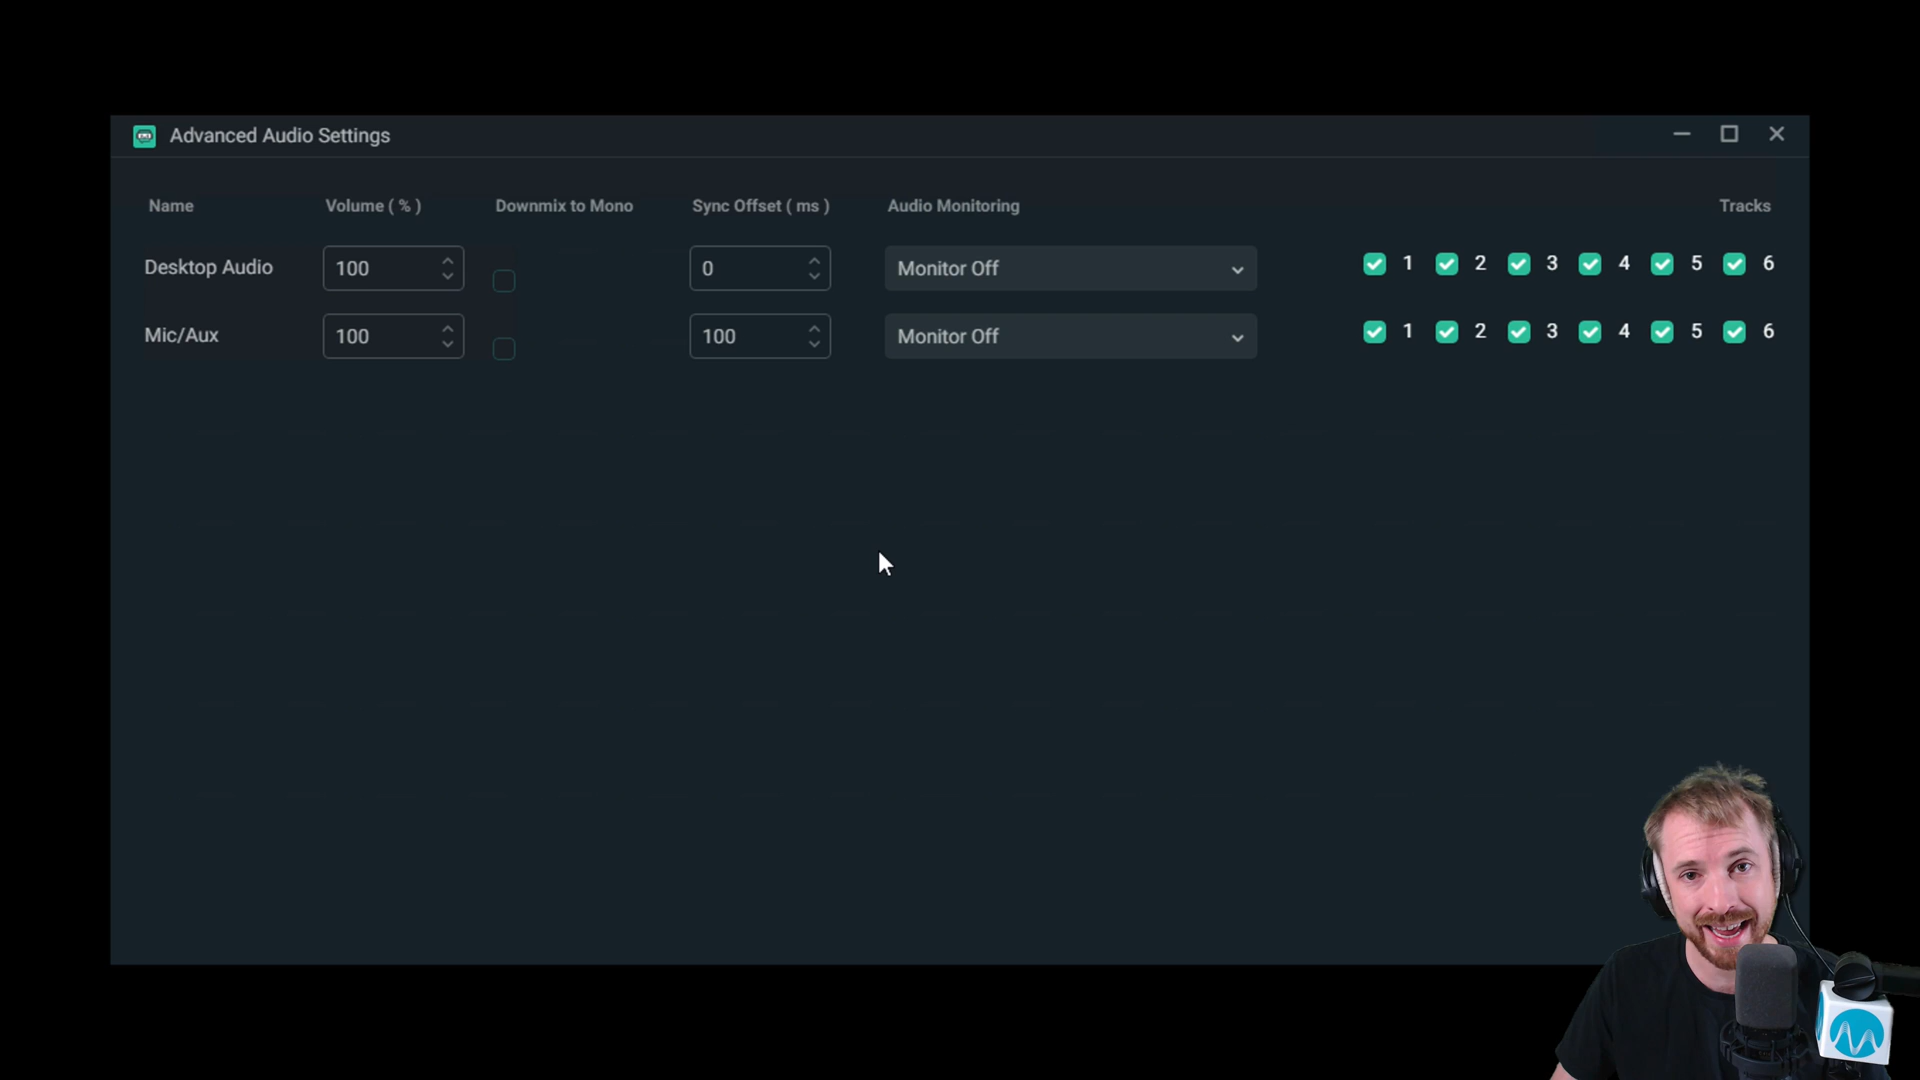 Advanced Audio Settings
Name Volume ( % ) Downmix to Mono Sync Offset ( ms ) Audio Monitoring Tracks
Desktop Audio 100 0 Monitor Off 1 2 3 4 5 6
Mic/Aux 100 100 Monitor Off 1 2 3 4 5 6